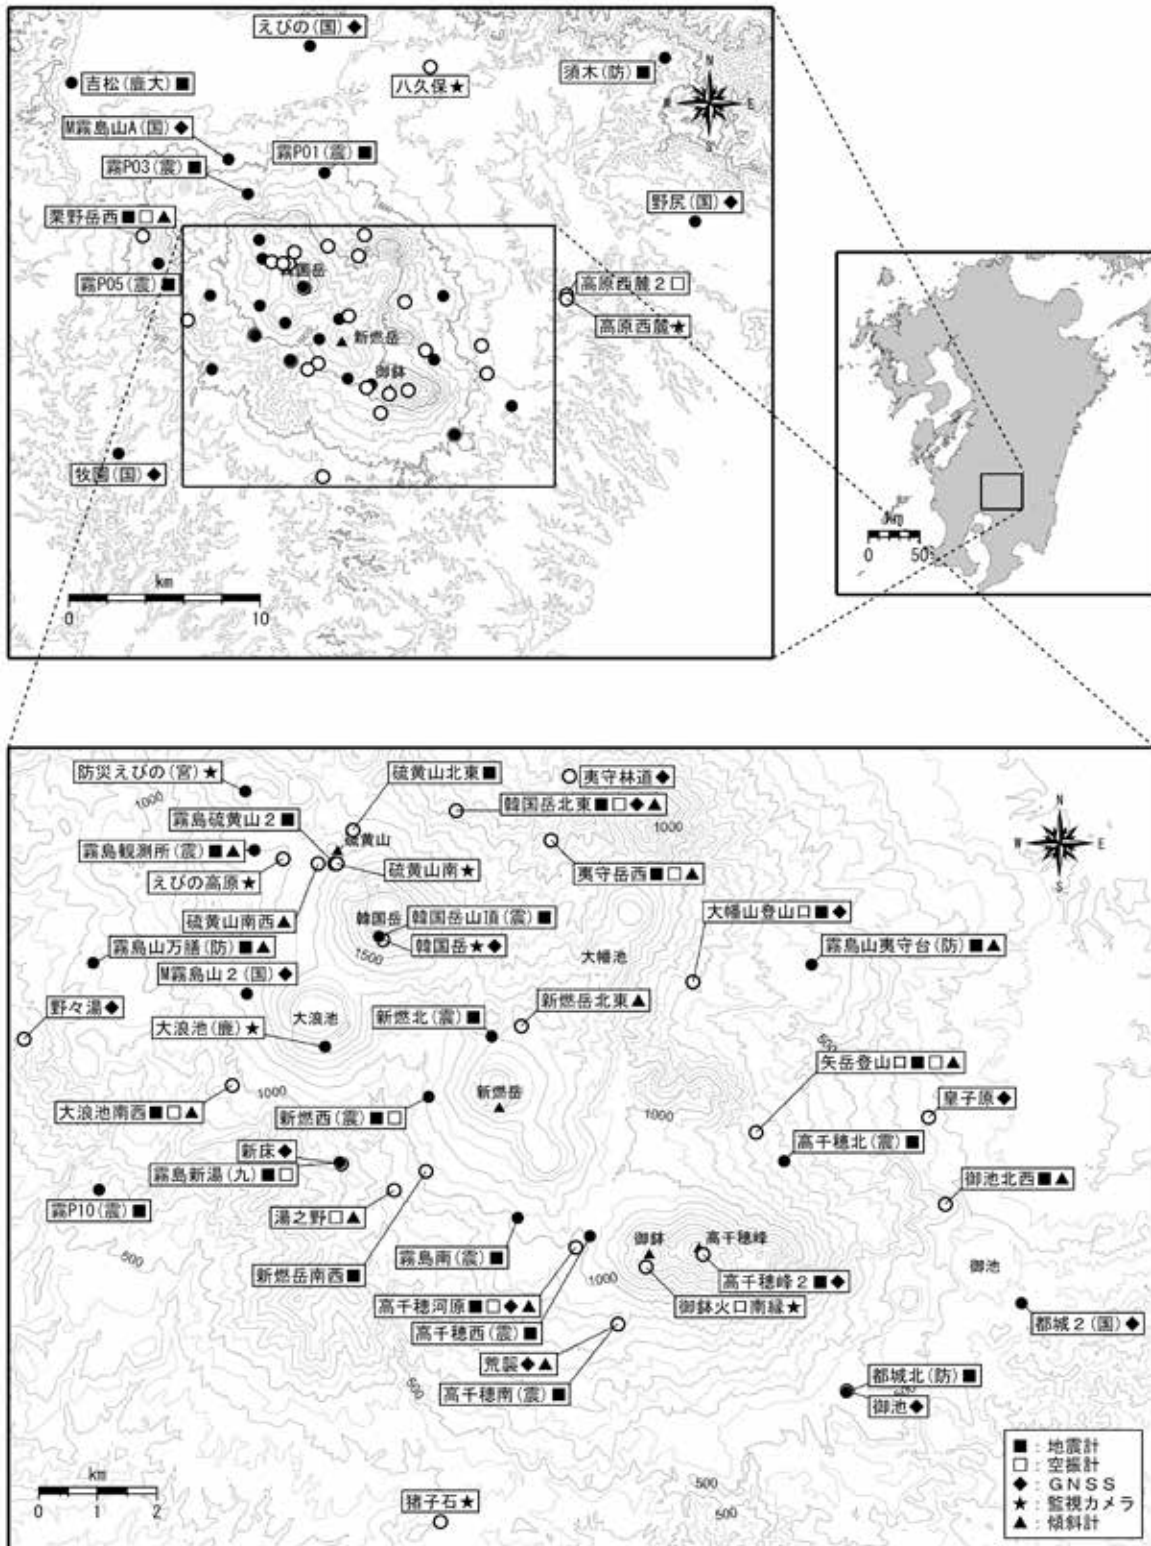 えびの(国)◆
八久保★
須木(防)■
吉松(鹿大)■
N
W E
S
M霧島山A(国)◆
霧P01(震)■
霧P03(震)■
野尻(国)◆
栗野岳西■□▲
霧P05(震)■
韓国岳
高原西麓2□
高原西麓★
新燃岳
御鉢
牧園(国)◆
km
0 10
km
0 50
防災えびの(宮)★
硫黄山北東■
夷守林道◆
1000
韓国岳北東■□◆▲
霧島硫黄山2■
硫黄山
1000
霧島観測所(震)■▲
えびの高原★
硫黄山南★
夷守岳西■□▲
N
W E
S
硫黄山南西▲
韓国岳
韓国岳山頂(震)■
大幡山登山口■◆
霧島山万膳(防)■▲
韓国岳★◆
1500
大幡池
霧島山夷守台(防)■▲
M霧島山2(国)◆
野々湯◆
大浪池
新燃岳北東▲
大浪池(鹿)★
新燃北(震)■
500
矢岳登山口■□▲
1000
新燃岳
大浪池南西■□▲
新燃西(震)■□
1000
皇子原◆
高千穂北(震)■
新床◆
霧島新湯(九)■□
御池北西■▲
霧P10(震)■
湯之野□▲
霧島南(震)■
御鉢
高千穂峰
500
新燃岳南西■
1000
高千穂峰2■◆
御池
高千穂河原■□◆▲
御鉢火口南縁★
高千穂西(震)■
都城2(国)◆
荒襲◆▲
高千穂南(震)■
500
都城北(防)■
御池◆
km
0 1 2
猪子石★
500
500
■：地震計
□：空振計
◆：GNSS
★：監視カメラ
▲：傾斜計